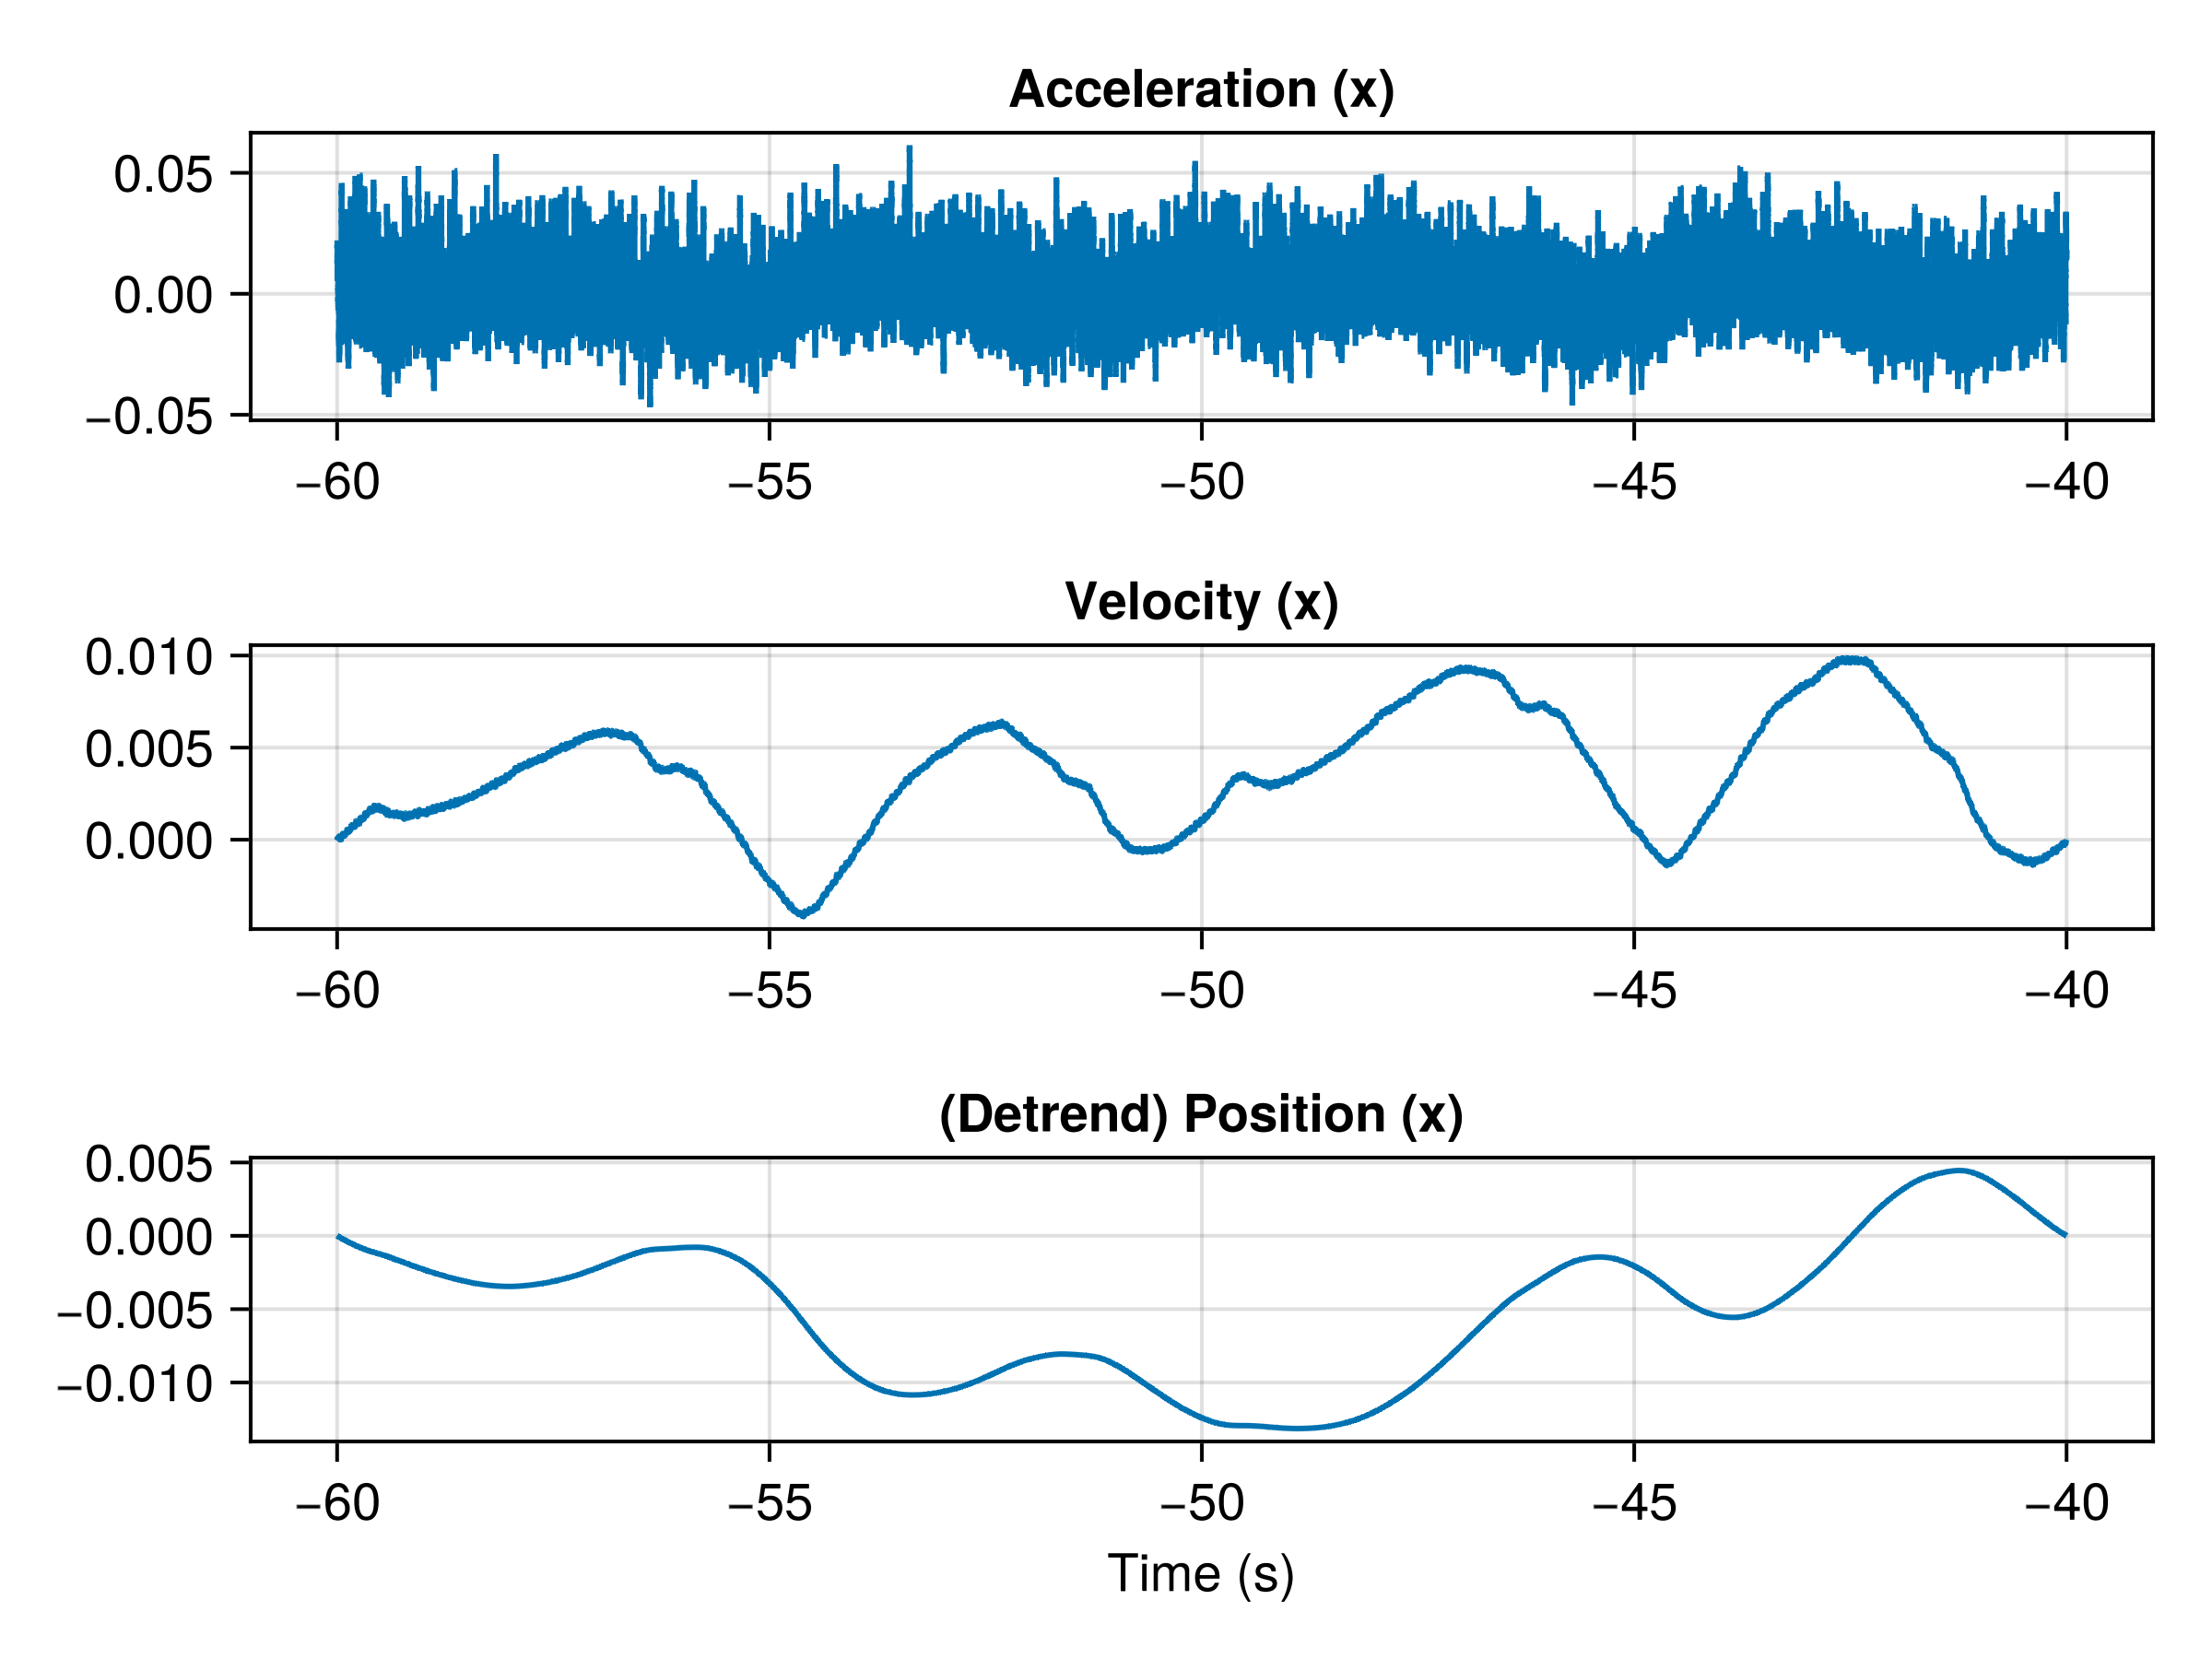 Acceleration (x)
0.05
0.00
−0.05
−60 −55 −50 −45 −40
Velocity (x)
0.010
0.005
0.000
−60 −55 −50 −45 −40
(Detrend) Position (x)
0.005
0.000
−0.005
−0.010
−60 −55 −50 −45 −40
Time (s)